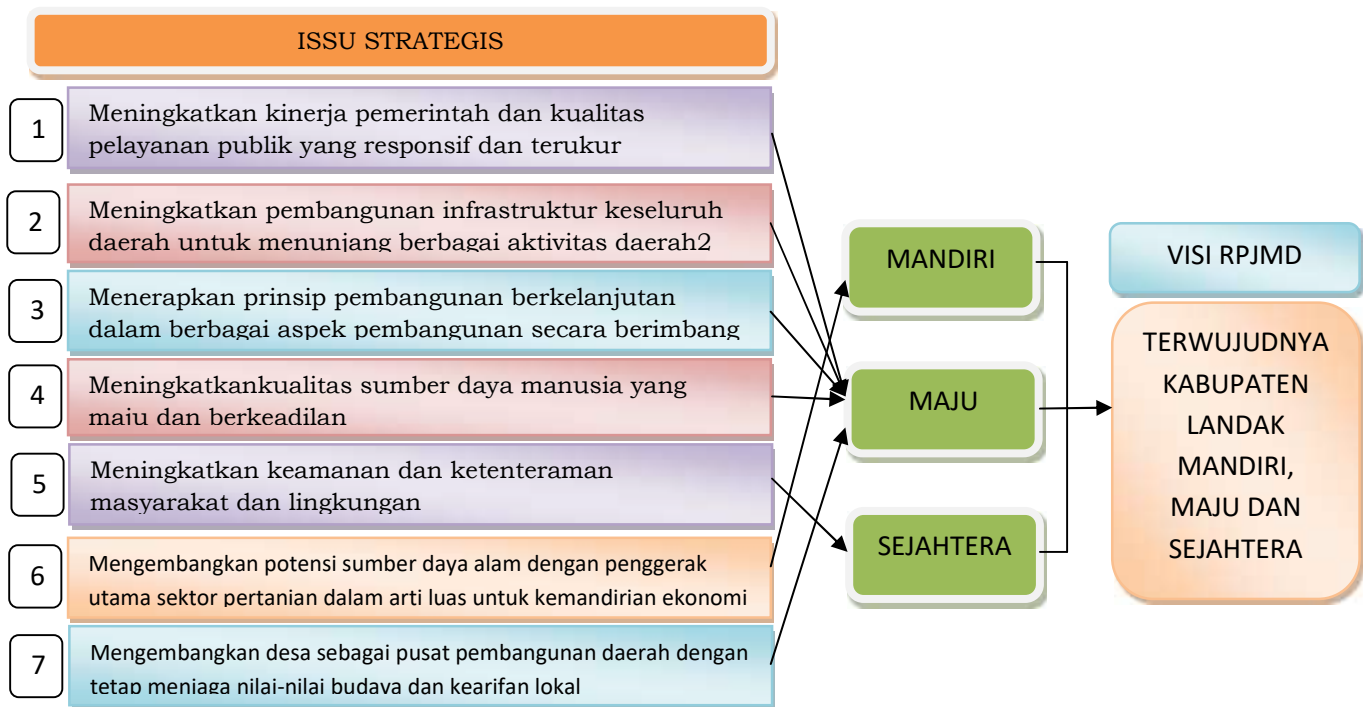 ISSU STRATEGIS
1
Meningkatkan kinerja pemerintah dan kualitas
pelayanan publik yang responsif dan terukur
2
Meningkatkan pembangunan infrastruktur keseluruh
daerah untuk menunjang berbagai aktivitas daerah2
3
Menerapkan prinsip pembangunan berkelanjutan
dalam berbagai aspek pembangunan secara berimbang
4
Meningkatkankualitas sumber daya manusia yang
maju dan berkeadilan
5
Meningkatkan keamanan dan ketenteraman
masyarakat dan lingkungan
6
Mengembangkan potensi sumber daya alam dengan penggerak
utama sektor pertanian dalam arti luas untuk kemandirian ekonomi
7
Mengembangkan desa sebagai pusat pembangunan daerah dengan
tetap menjaga nilai-nilai budaya dan kearifan lokal
MANDIRI
MAJU
SEJAHTERA
VISI RPJMD
TERWUJUDNYA
KABUPATEN
LANDAK
MANDIRI,
MAJU DAN
SEJAHTERA